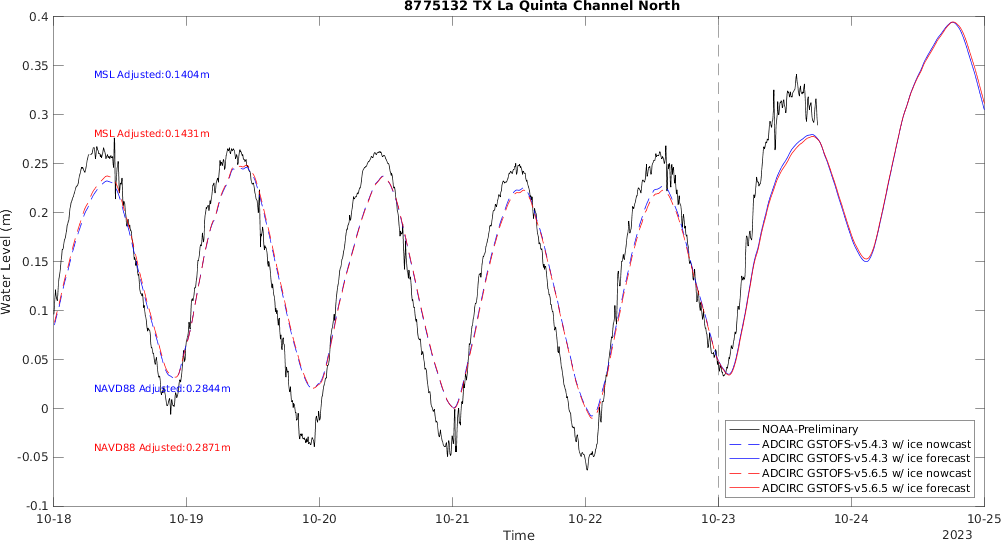 8775132 TX La Quinta Channel North
0.4
0.35
0.3
0.25
0.2
0.15
0.1
0.05
0
-0.05
-0.1
Water Level (m)
MSL Adjusted:0.1404m
MSL Adjusted:0.1431m
NAVD88 Adjusted:0.2844m
NAVD88 Adjusted:0.2871m
NOAA-Preliminary
ADCIRC GSTOFS-v5.4.3 w/ ice nowcast
ADCIRC GSTOFS-v5.4.3 w/ ice forecast
ADCIRC GSTOFS-v5.6.5 w/ ice nowcast
ADCIRC GSTOFS-v5.6.5 w/ ice forecast
10-18 10-19 10-20 10-21 10-22 10-23 10-24 10-25
Time
2023